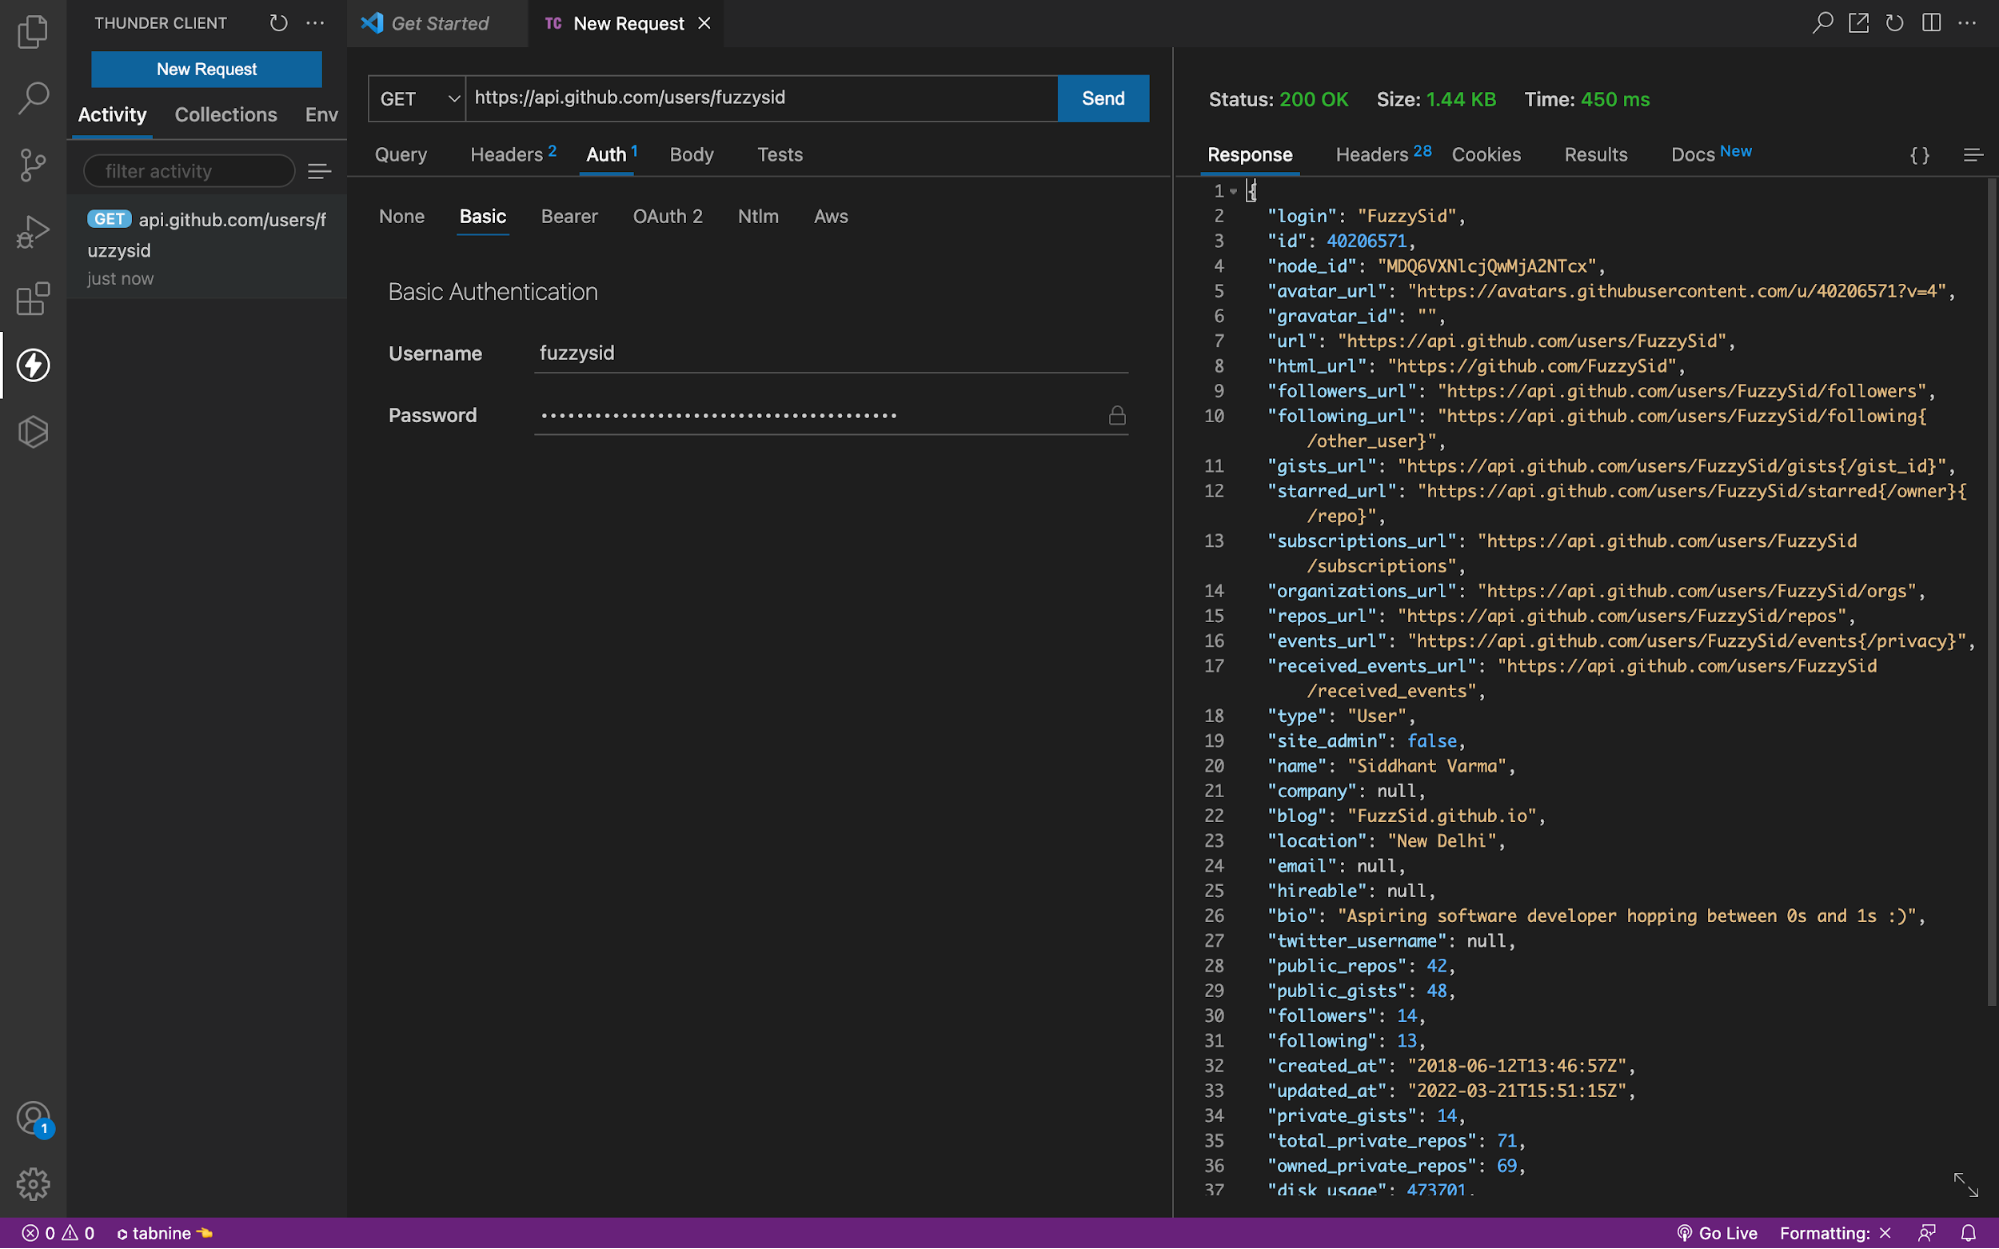 THUNDER CLIENT
New Request
Activity Collections Env
filter activity
GET api.github.com/users/f
uzzysid
just now
Get Started
TC New Request
GET https://api.github.com/users/fuzzysid Send
Query Headers 2 Auth 1 Body Tests
None Basic Bearer OAuth 2 Ntlm Aws
Basic Authentication
Username fuzzysid
Password ••••••••••••••••••••••••••••••••••••••••
Status: 200 OK Size: 1.44 KB Time: 450 ms
Response Headers 28 Cookies Results Docs New {}
1 {
2 "login": "FuzzySid",
3 "id": 40206571,
4 "node_id": "MDQ6VXNlcjQwMjA2NTcx",
5 "avatar_url": "https://avatars.githubusercontent.com/u/40206571?v=4",
6 "gravatar_id": "",
7 "url": "https://api.github.com/users/FuzzySid",
8 "html_url": "https://github.com/FuzzySid",
9 "followers_url": "https://api.github.com/users/FuzzySid/followers",
10 "following_url": "https://api.github.com/users/FuzzySid/following{
/other_user}",
11 "gists_url": "https://api.github.com/users/FuzzySid/gists{/gist_id}",
12 "starred_url": "https://api.github.com/users/FuzzySid/starred{/owner}{
/repo}",
13 "subscriptions_url": "https://api.github.com/users/FuzzySid
/subscriptions",
14 "organizations_url": "https://api.github.com/users/FuzzySid/orgs",
15 "repos_url": "https://api.github.com/users/FuzzySid/repos",
16 "events_url": "https://api.github.com/users/FuzzySid/events{/privacy}",
17 "received_events_url": "https://api.github.com/users/FuzzySid
/received_events",
18 "type": "User",
19 "site_admin": false,
20 "name": "Siddhant Varma",
21 "company": null,
22 "blog": "FuzzSid.github.io",
23 "location": "New Delhi",
24 "email": null,
25 "hireable": null,
26 "bio": "Aspiring software developer hopping between 0s and 1s :)",
27 "twitter_username": null,
28 "public_repos": 42,
29 "public_gists": 48,
30 "followers": 14,
31 "following": 13,
32 "created_at": "2018-06-12T13:46:57Z",
33 "updated_at": "2022-03-21T15:51:15Z",
34 "private_gists": 14,
35 "total_private_repos": 71,
36 "owned_private_repos": 69,
37 "disk_usage": 473701,
1
0 0 tabnine Go Live Formatting: